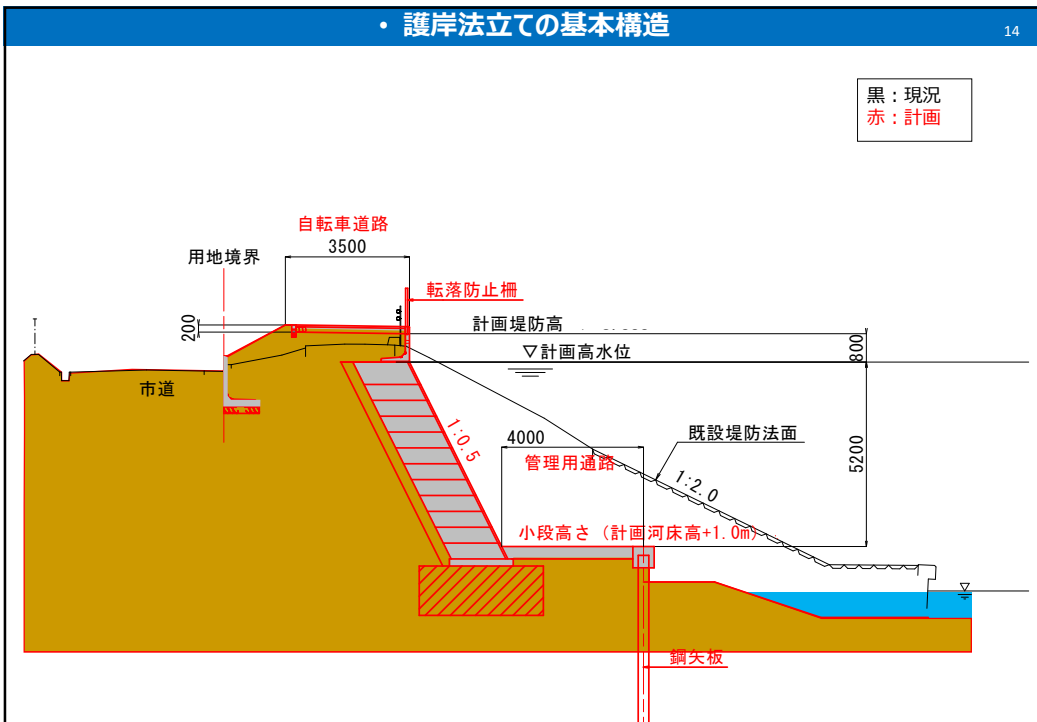 ・ 護岸法立ての基本構造
14
黒：現況
赤：計画
自転車道路
3500
用地境界
転落防止柵
200
計画堤防高
800
▽計画高水位
市道
1:0.5
4000
既設堤防法面
管理用通路
1:2.0
5200
小段高さ（計画河床高+1.0m）
鋼矢板